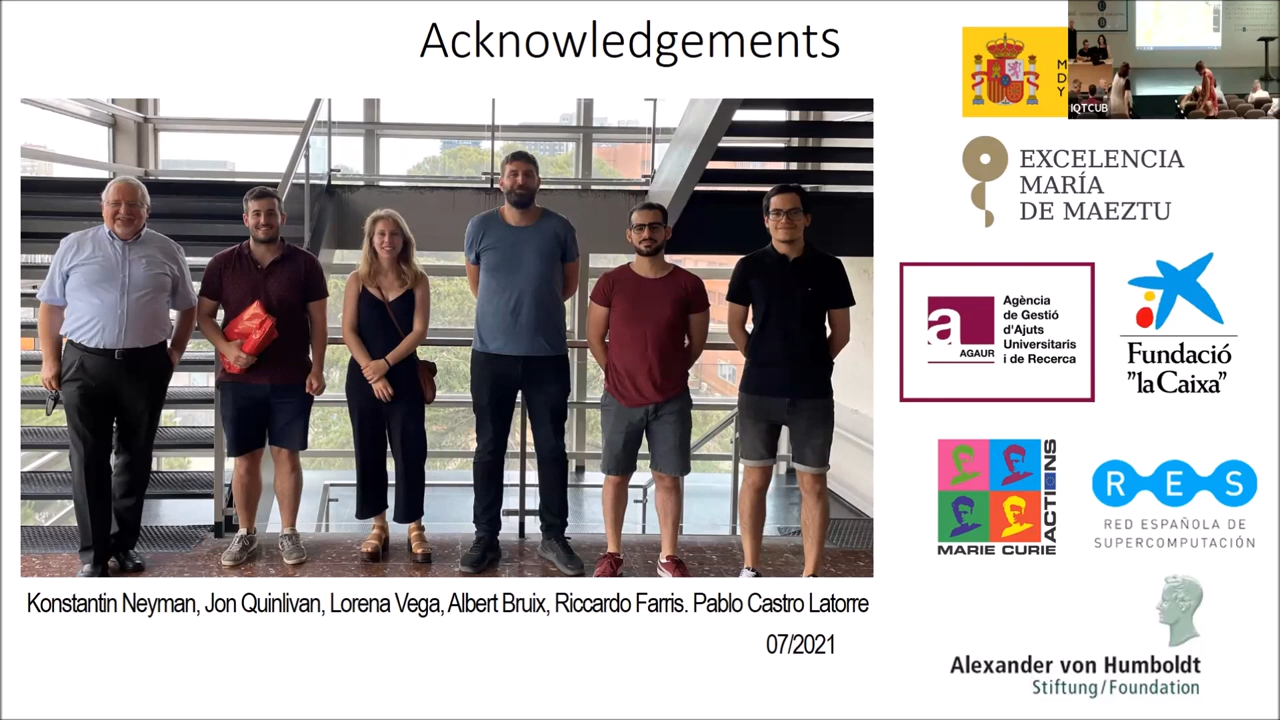 Acknowledgements
M
D
Y
IQTCUB
EXCELENCIA
MARÍA
DE MAEZTU
a
AGAUR
Agència
de Gestió
d'Ajuts
Universitaris
i de Recerca
Fundació
"la Caixa"
MARIE CURIE ACTIONS
RES
RED ESPAÑOLA DE
SUPERCOMPUTACIÓN
Konstantin Neyman, Jon Quinlivan, Lorena Vega, Albert Bruix, Riccardo Farris. Pablo Castro Latorre
07/2021
Alexander von Humboldt
Stiftung/Foundation